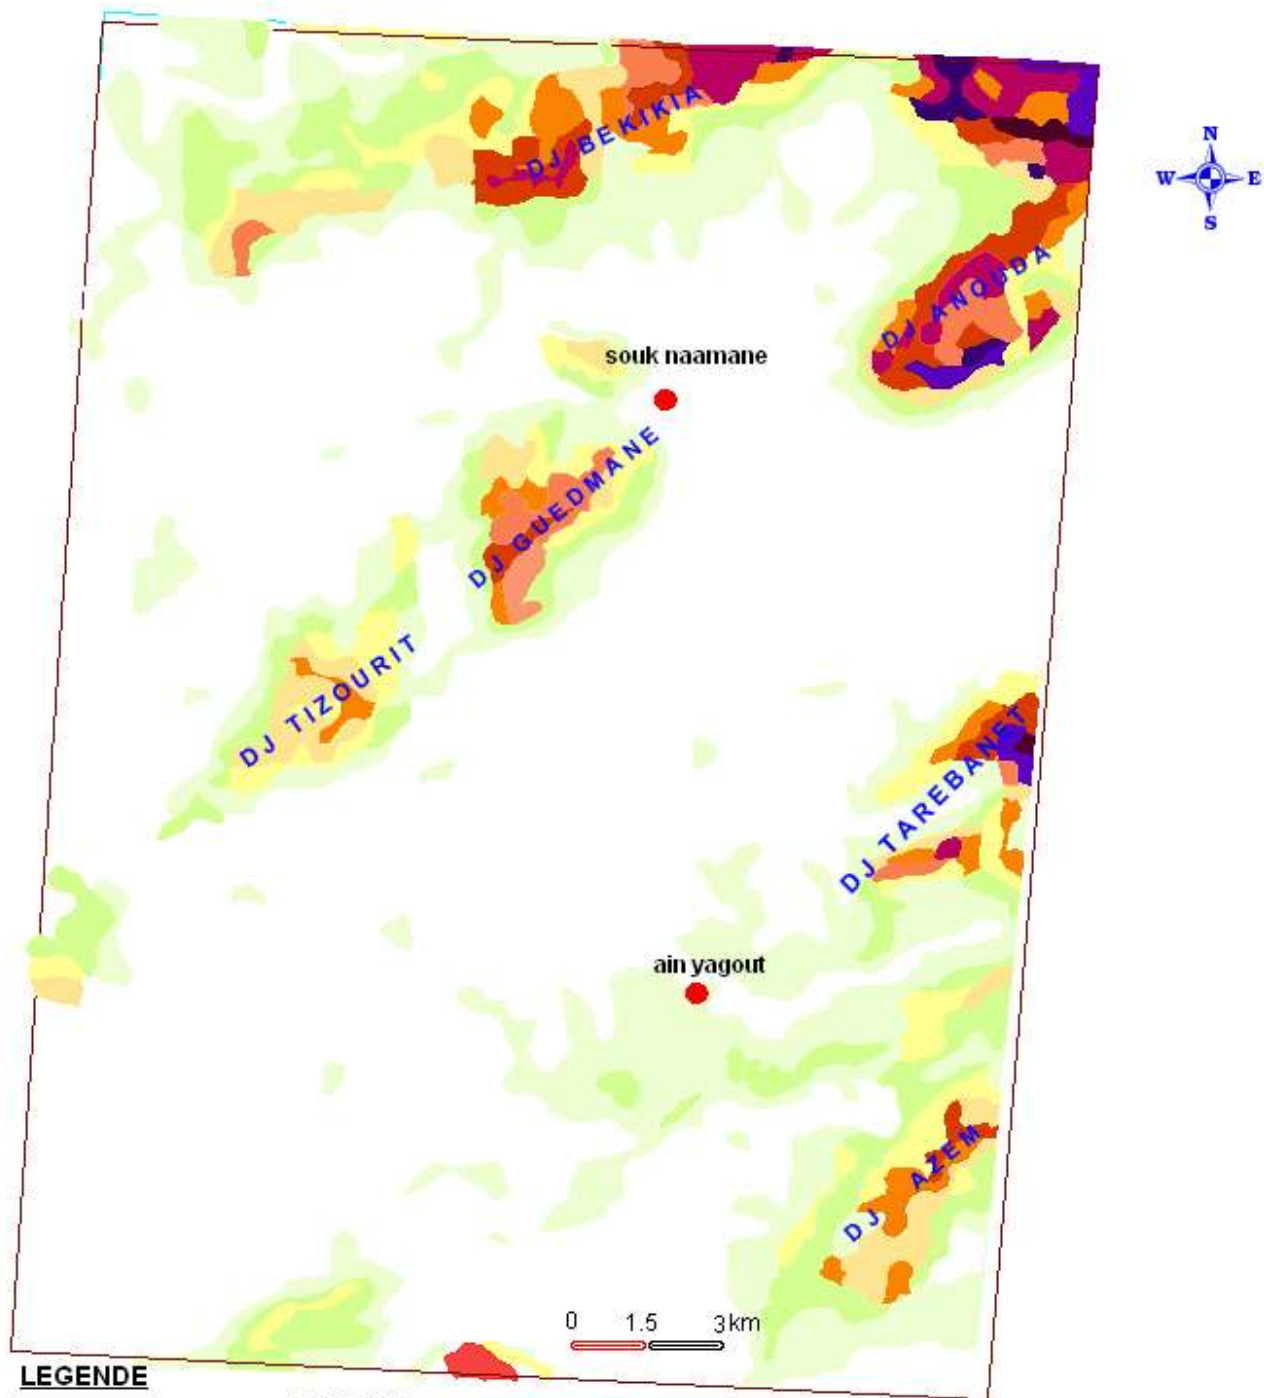 N
W E
S
DJ BEKIKIA
DJ ANOUDA
souk naamane
DJ GUEDMANE
DJ TIZOURIT
DJ TAREBANET
ain yagout
DJ AZEM
0 1.5 3km
LEGENDE